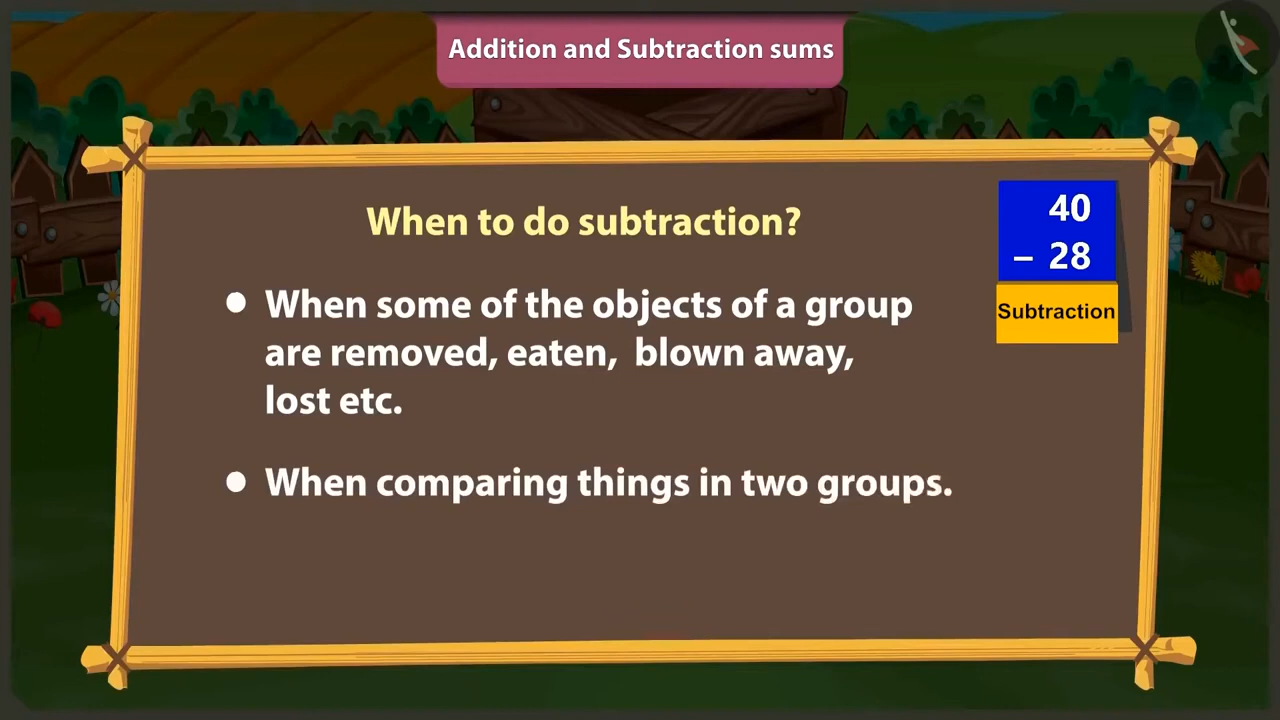 Addition and Subtraction sums
When to do subtraction?
● When some of the objects of a group
are removed, eaten, blown away,
lost etc.
● When comparing things in two groups.
40
– 28
Subtraction